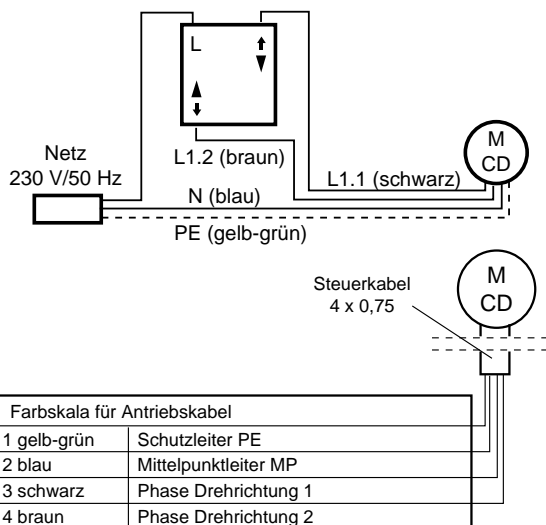 L
M
CD
Netz
230 V/50 Hz
L1.2 (braun)
L1.1 (schwarz)
N (blau)
PE (gelb-grün)
Steuerkabel
4 x 0,75
M
CD
Farbskala für Antriebskabel
1 gelb-grün Schutzleiter PE
2 blau Mittelpunktleiter MP
3 schwarz Phase Drehrichtung 1
4 braun Phase Drehrichtung 2